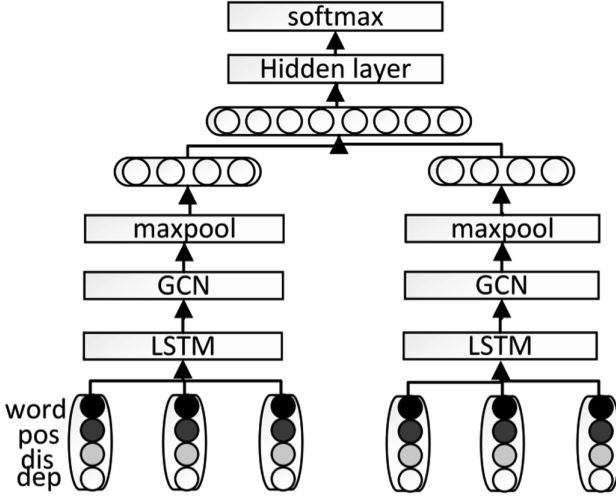 softmax
Hidden layer
maxpool maxpool
GCN GCN
LSTM LSTM
word
pos
dis
dep